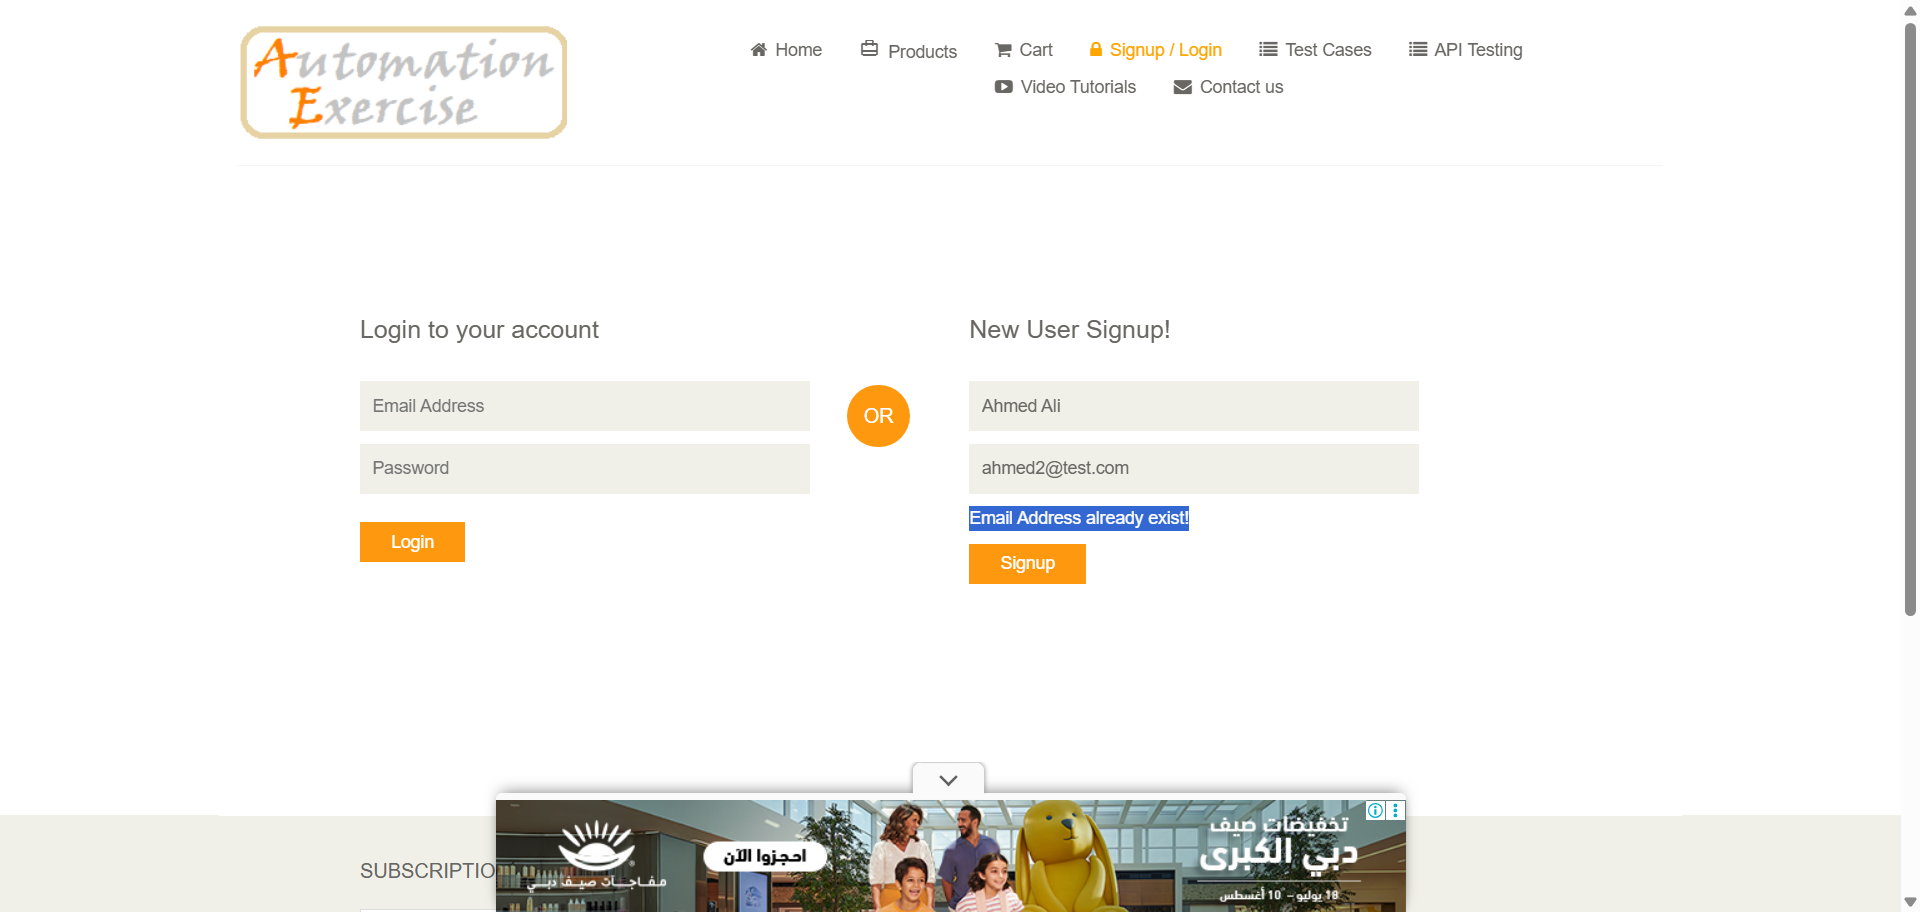 Automation
Exercise
Home
Products
Cart
Signup / Login
Test Cases
API Testing
Video Tutorials
Contact us
Login to your account
Email Address
Password
Login
OR
New User Signup!
Ahmed Ali
ahmed2@test.com
Email Address already exist!
Signup
SUBSCRIPTIO
مفاجآت صيف دبي
احجزوا الآن
تخفيضات صيف
دبي الكبرى
18 يوليو – 10 أغسطس